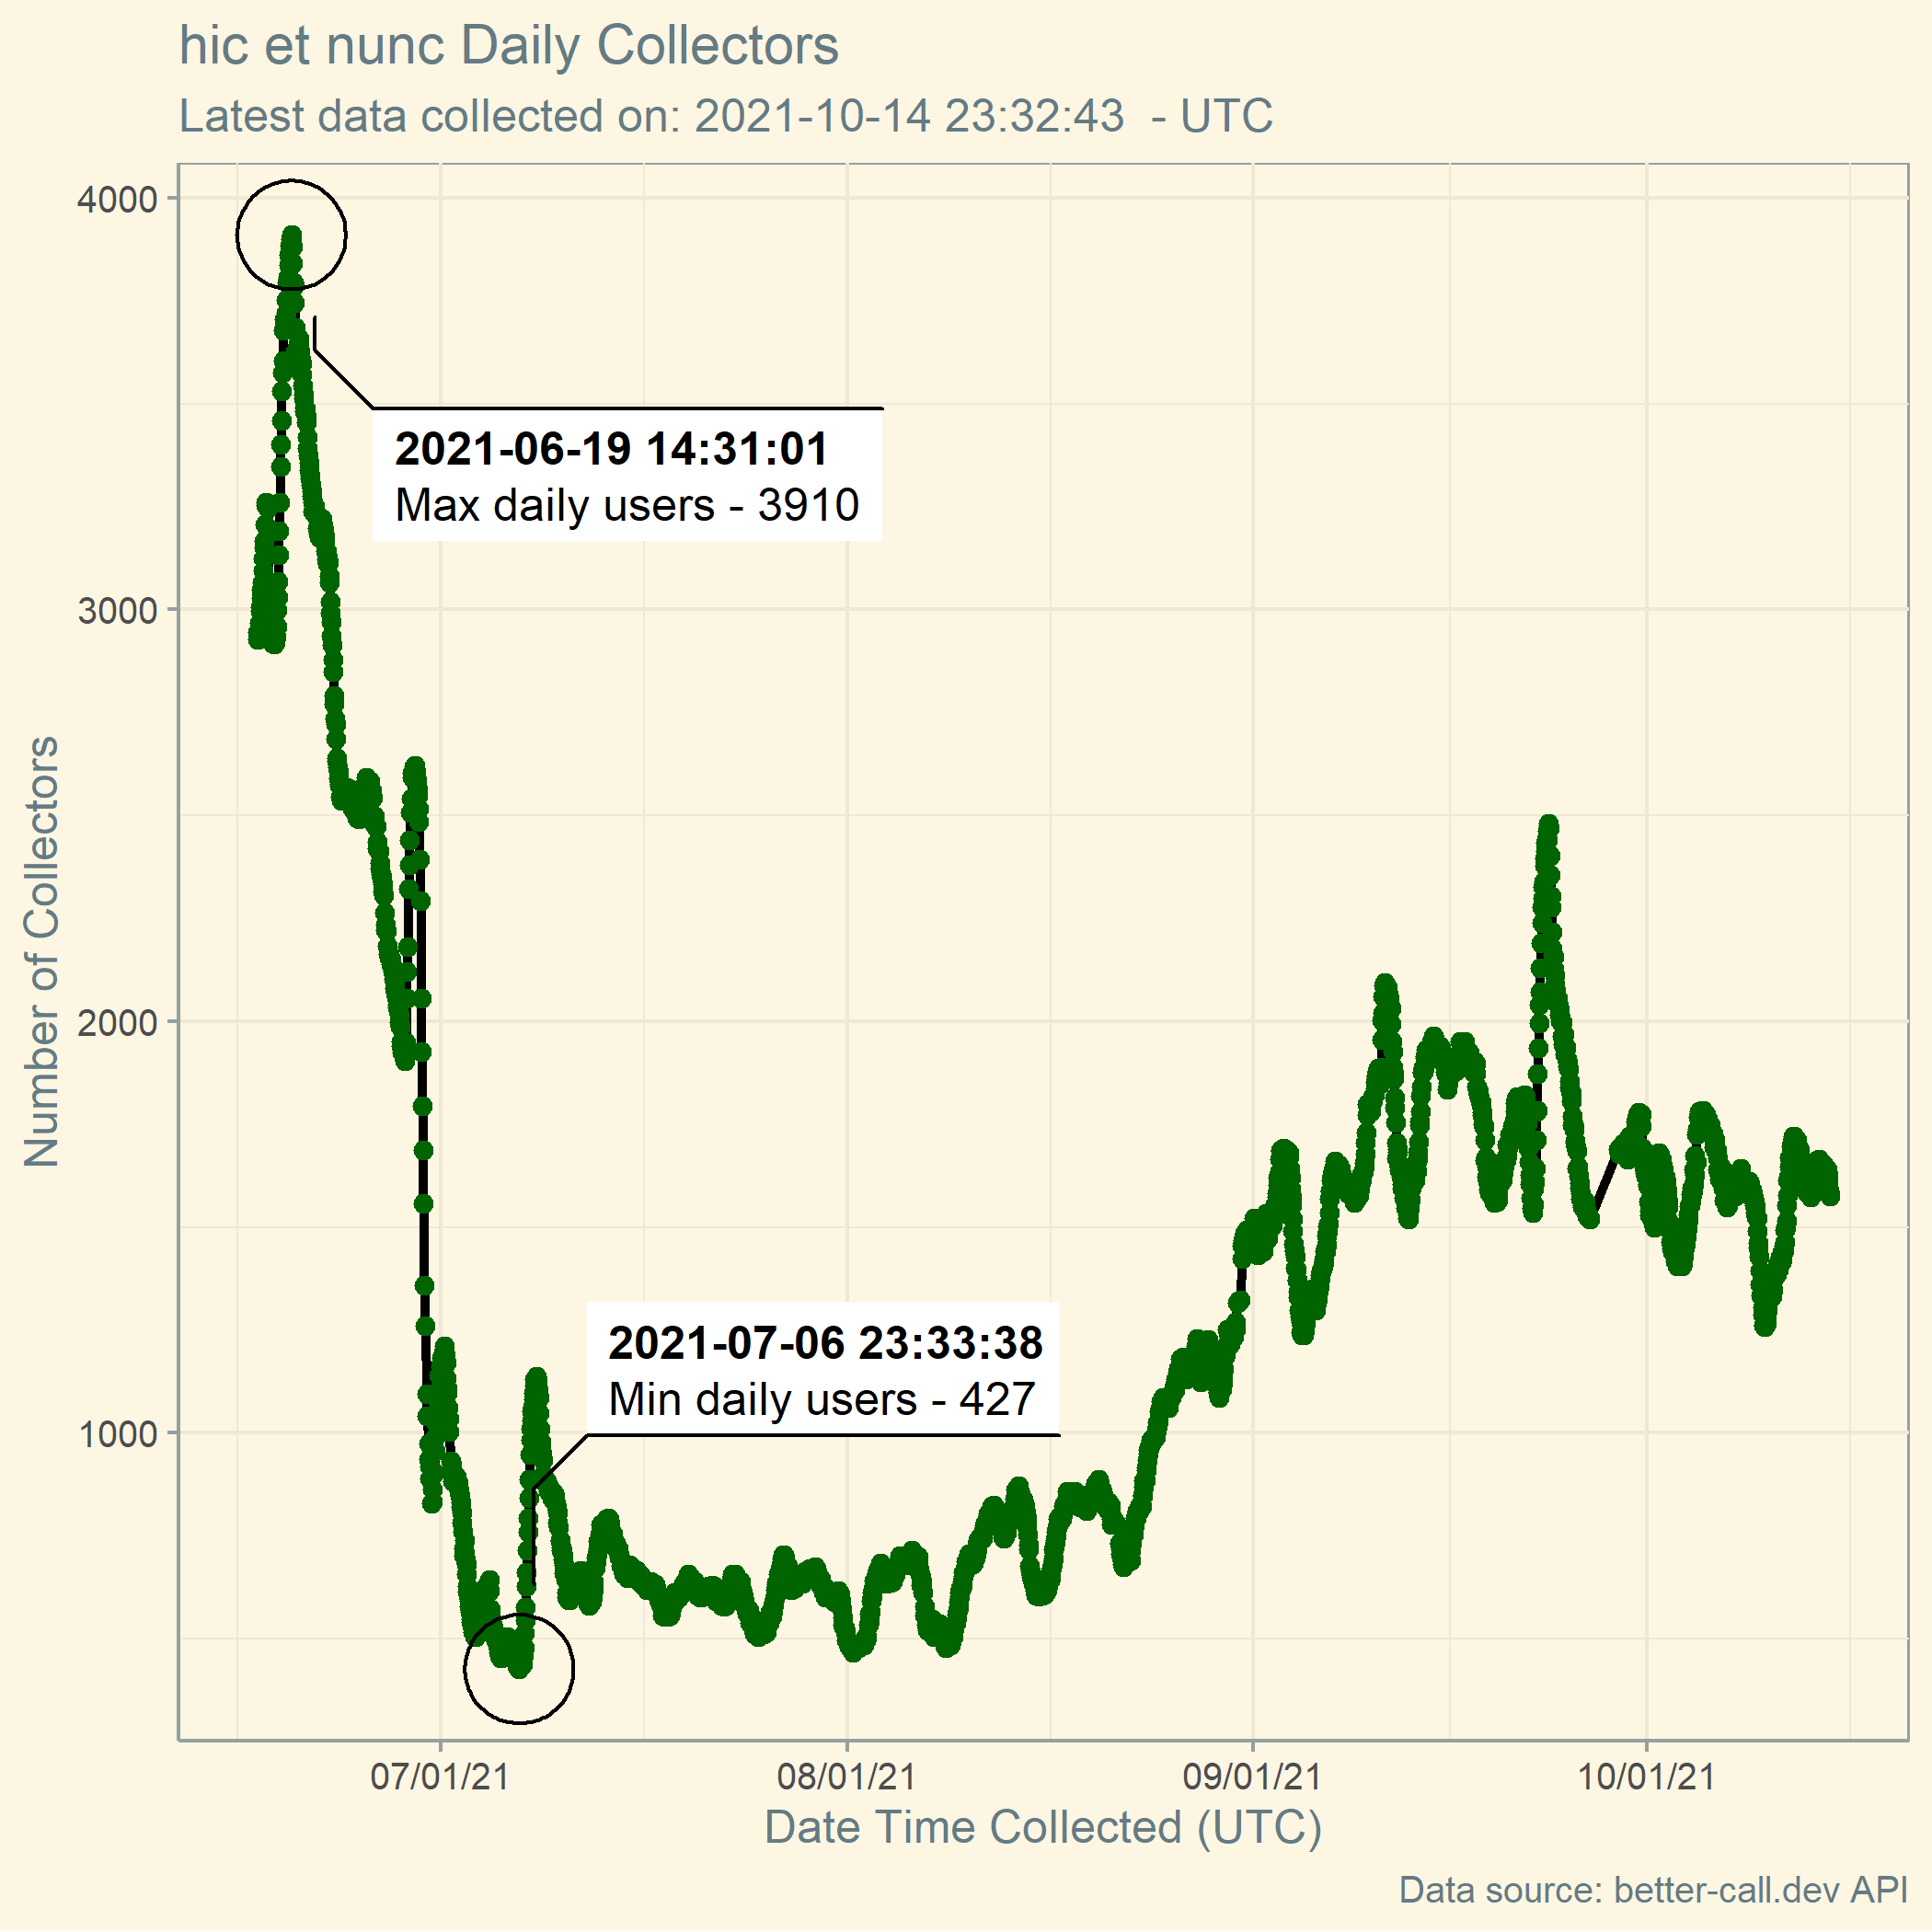 hic et nunc Daily Collectors
Latest data collected on: 2021-10-14 23:32:43  - UTC
Number of Collectors
4000
3000
2000
1000
2021-06-19 14:31:01
Max daily users - 3910
2021-07-06 23:33:38
Min daily users - 427
07/01/21 08/01/21 09/01/21 10/01/21
Date Time Collected (UTC)
Data source: better-call.dev API